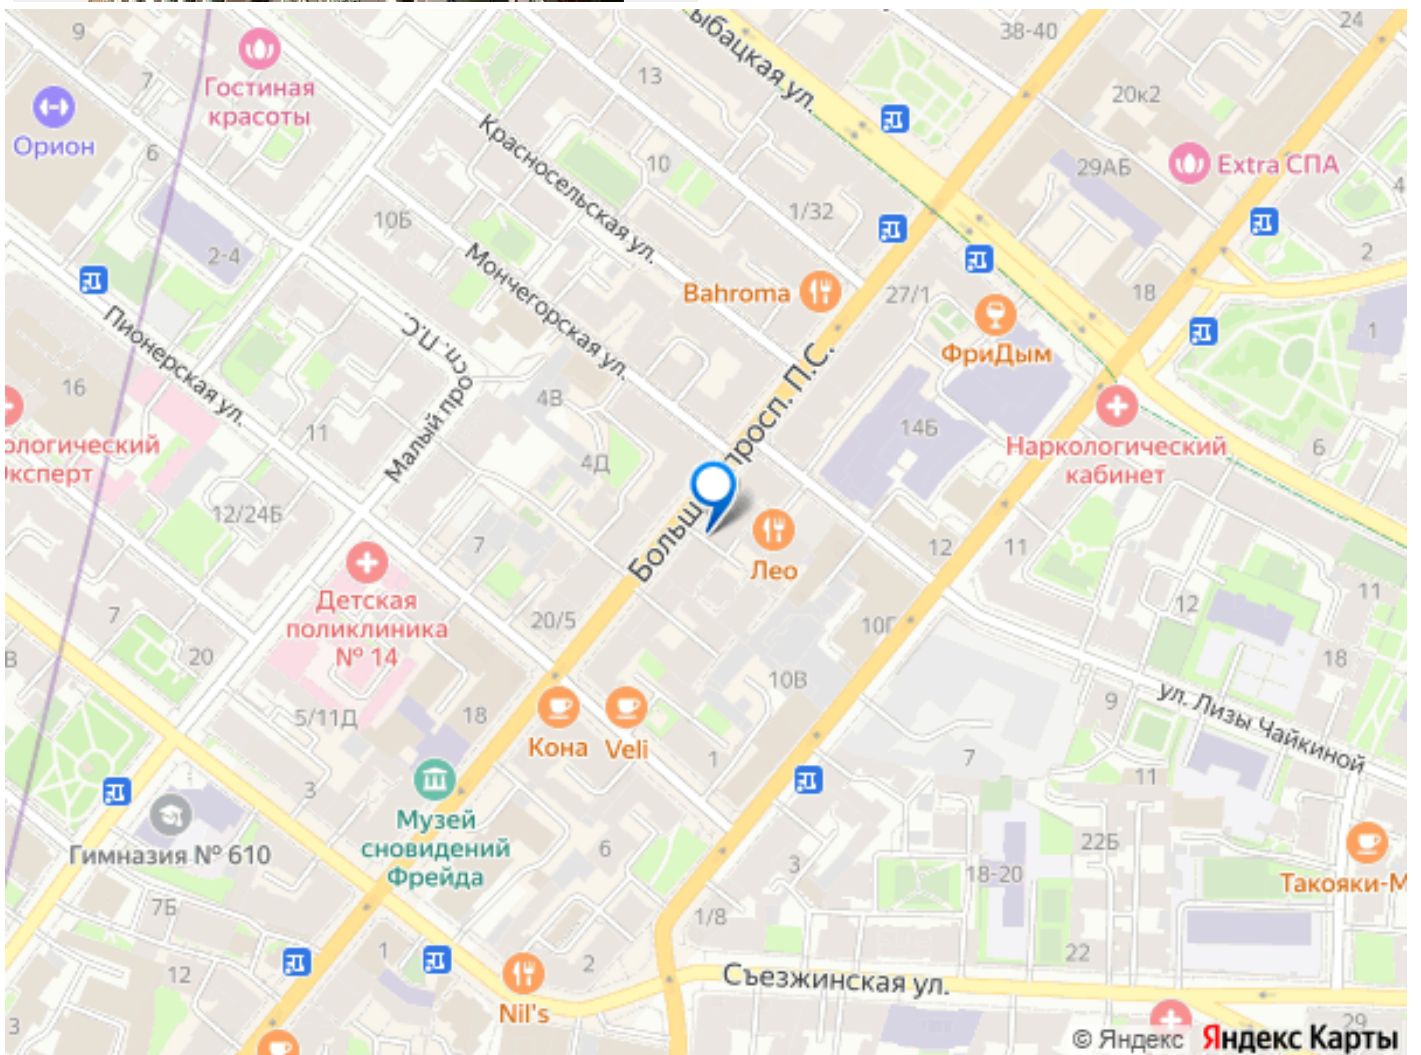 9
Гостиная
красоты
7
Орион
6
13
ыбацкая ул.
38-40
24
20к2
29АБ
Extra СПА
4
Красносельская ул.
10
1/32
10Б
2-4
Мончегорская ул.
Bahroma
27/1
18
2
1
ФриДым
Пионерская ул.
Малый просп. П.С.
16
11
4В
4Д
14Б
Большой просп. П.С.
Наркологический
кабинет
6
ологический
Эксперт
12/24Б
7
Лео
12
11
11
Детская
поликлиника
№ 14
7
20
20/5
10Г
12
18
10В
ул. Лизы Чайкиной
9
5/11Д
18
Кона
Veli
1
7
11
3
Музей
сновидений
Фрейда
Гимназия № 610
6
3
22Б
18-20
Такояки-М
7Б
1/8
12
1
2
22
Съезжинская ул.
Nil's
3
29
© Яндекс Яндекс Карты